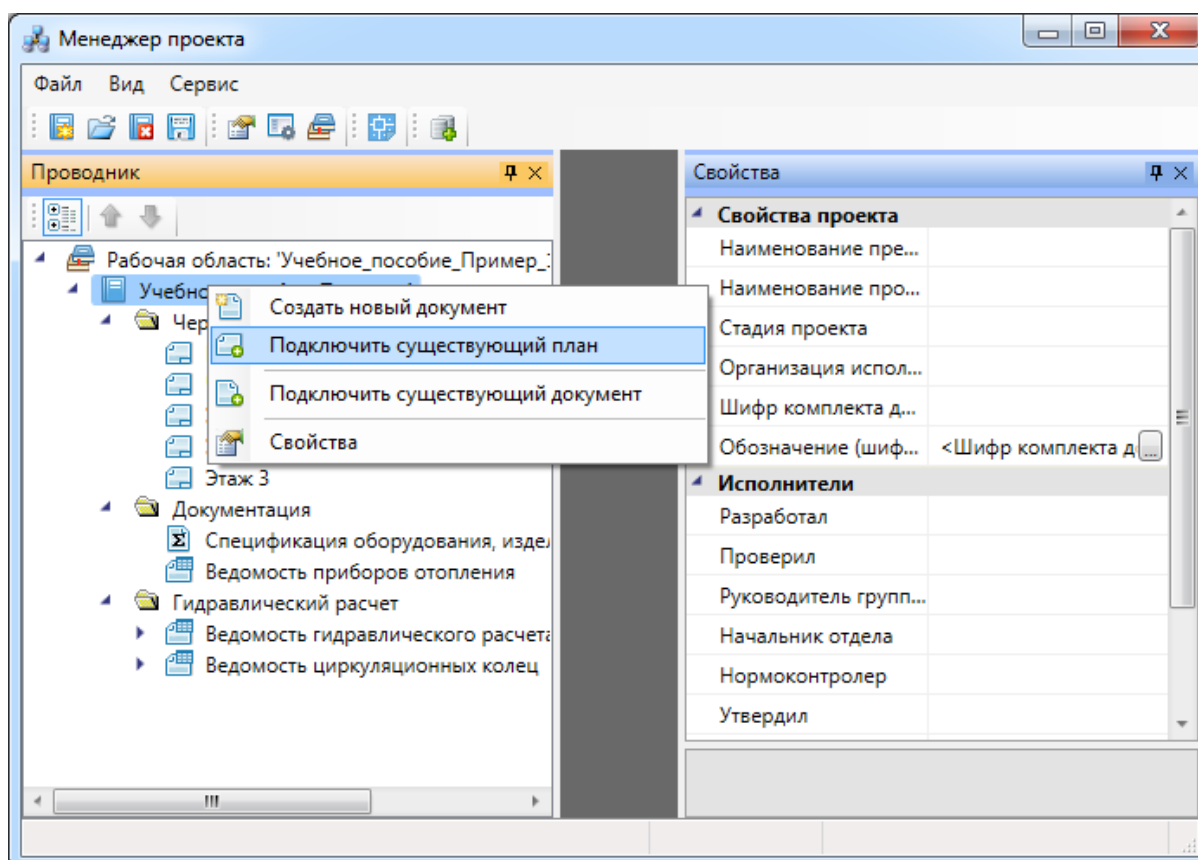 Менеджер проекта
Файл Вид Сервис
Проводник
Рабочая область: 'Учебное_пособие_Пример_
Создать новый документ
Подключить существующий план
Подключить существующий документ
Свойства
Этаж 3
Документация
Спецификация оборудования, издел
Ведомость приборов отопления
Гидравлический расчет
Ведомость гидравлического расчета
Ведомость циркуляционных колец
Свойства
Свойства проекта
Наименование пре...
Наименование про...
Стадия проекта
Организация испол...
Шифр комплекта д...
Обозначение (шиф... <Шифр комплекта д ...
Исполнители
Разработал
Проверил
Руководитель групп...
Начальник отдела
Нормоконтролер
Утвердил